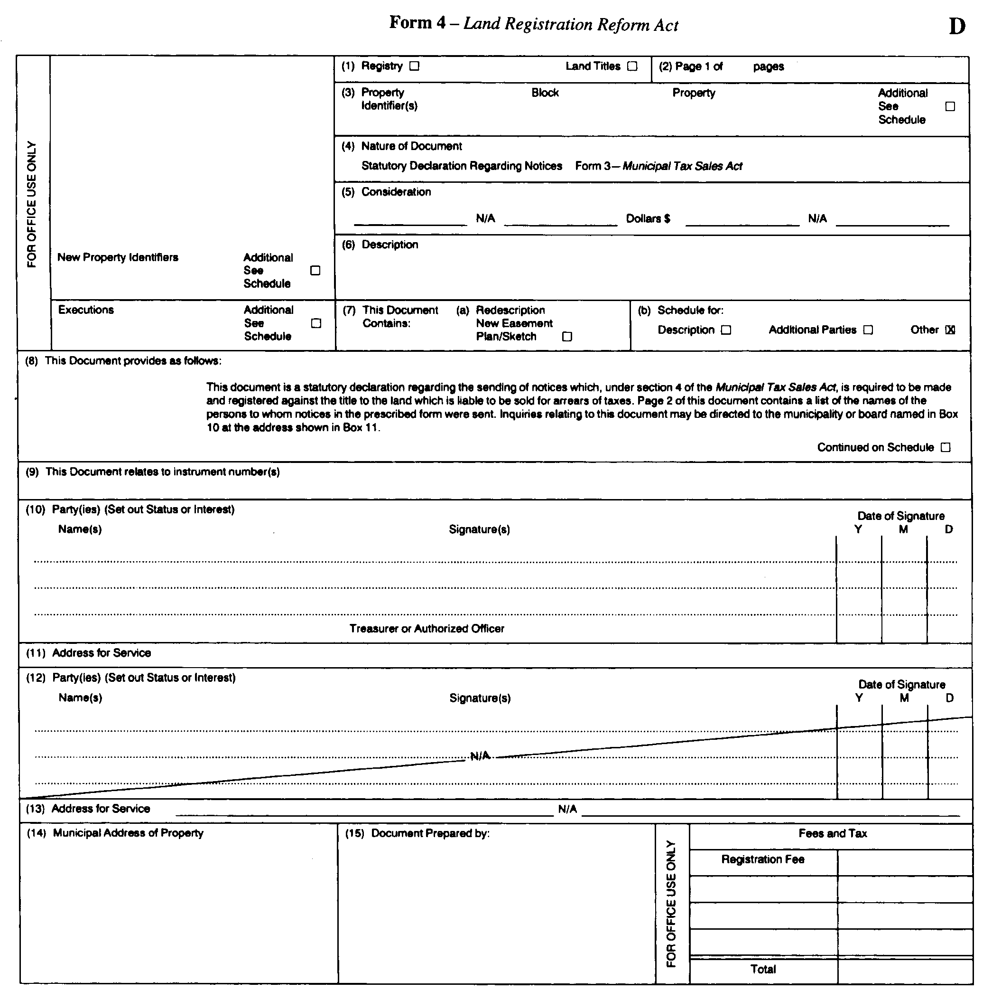 Form 4 – Land Registration Reform Act
D
FOR OFFICE USE ONLY
(1) Registry ☐ Land Titles ☐
(2) Page 1 of pages
(3) Property Block Property Additional
Identifier(s) See ☐
Schedule
(4) Nature of Document
Statutory Declaration Regarding Notices Form 3— Municipal Tax Sales Act
(5) Consideration
N/A Dollars $ N/A
(6) Description
New Property Identifiers Additional
See ☐
Schedule
Executions Additional
See ☐
Schedule
(7) This Document (a) Redescription
Contains: New Easement
Plan/Sketch ☐
(b) Schedule for:
Description ☐ Additional Parties ☐ Other ☒
(8) This Document provides as follows:
This document is a statutory declaration regarding the sending of notices which, under section 4 of the Municipal Tax Sales Act, is required to be made
and registered against the title to the land which is liable to be sold for arrears of taxes. Page 2 of this document contains a list of the names of the
persons to whom notices in the prescribed form were sent. Inquiries relating to this document may be directed to the municipality or board named in Box
10 at the address shown in Box 11.
Continued on Schedule ☐
(9) This Document relates to instrument number(s)
(10) Party(ies) (Set out Status or Interest)
Date of Signature
Name(s) Signature(s) Y M D
Treasurer or Authorized Officer
(11) Address for Service
(12) Party(ies) (Set out Status or Interest)
Date of Signature
Name(s) Signature(s) Y M D
N/A
(13) Address for Service N/A
(14) Municipal Address of Property
(15) Document Prepared by:
FOR OFFICE USE ONLY
Fees and Tax
Registration Fee
Total